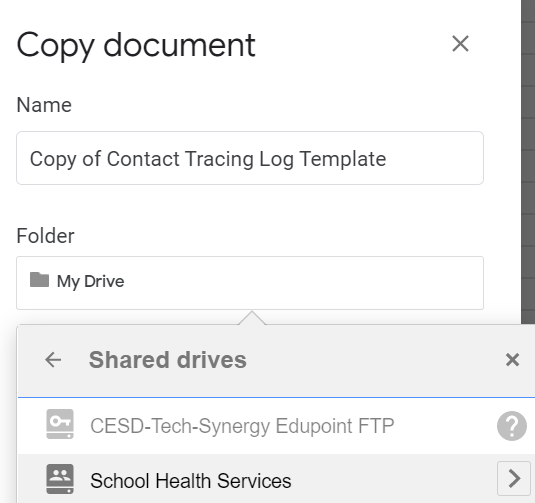 Copy document
Name
Copy of Contact Tracing Log Template
Folder
My Drive
Shared drives
CESD-Tech-Synergy Edupoint FTP
School Health Services